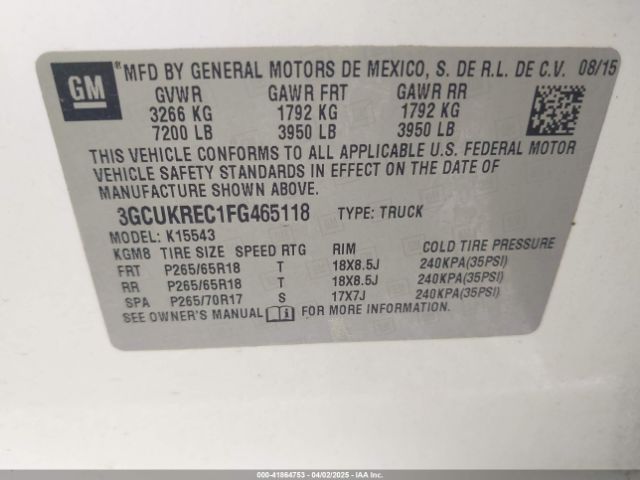 GM ® MFD BY GENERAL MOTORS DE MEXICO, S. DE R.L. DE C.V. 08/15
GVWR GAWR FRT GAWR RR
3266 KG 1792 KG 1792 KG
7200 LB 3950 LB 3950 LB
THIS VEHICLE CONFORMS TO ALL APPLICABLE U.S. FEDERAL MOTOR
VEHICLE SAFETY STANDARDS IN EFFECT ON THE DATE OF
MANUFACTURE SHOWN ABOVE.
3GCUKREC1FG465118 TYPE: TRUCK
MODEL: K15543
KGM8 TIRE SIZE SPEED RTG RIM COLD TIRE PRESSURE
FRT P265/65R18 T 18X8.5J 240KPA(35PSI)
RR P265/65R18 T 18X8.5J 240KPA(35PSI)
SPA P265/70R17 S 17X7J 240KPA(35PSI)
SEE OWNER'S MANUAL FOR MORE INFORMATION
000-41864753 - 04/02/2025 - IAAI.COM